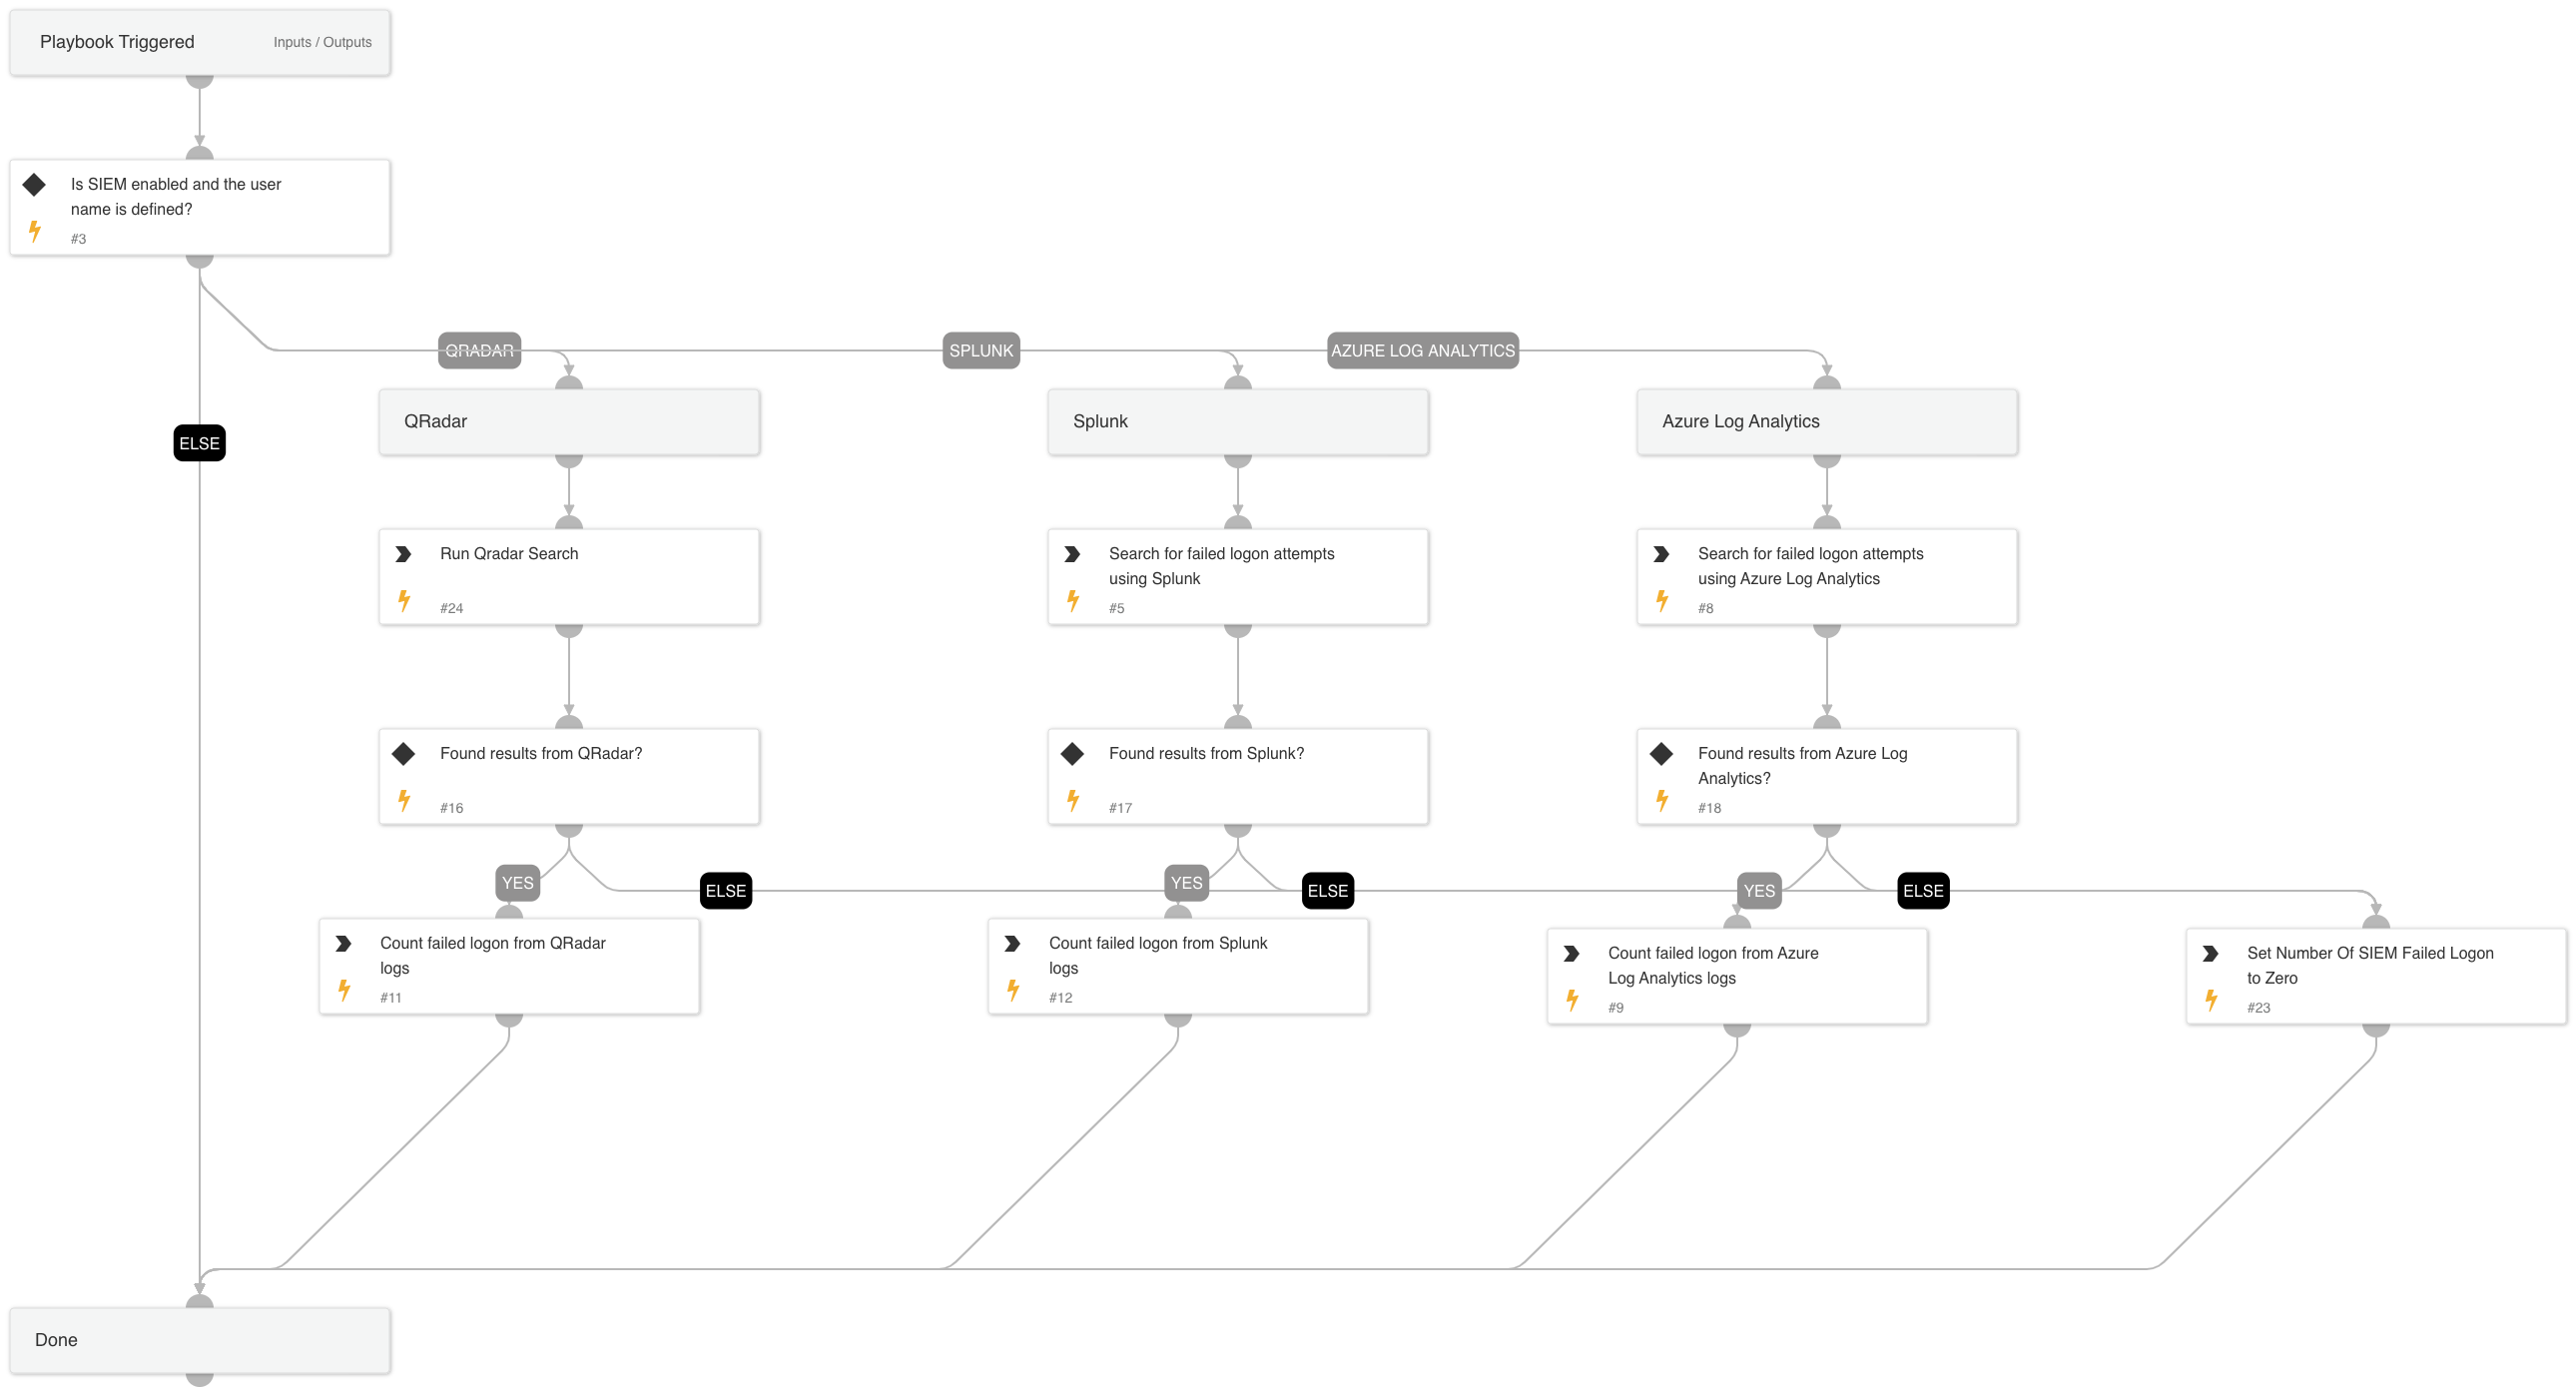 Playbook Triggered
Inputs / Outputs
Is SIEM enabled and the user
name is defined?
#3
QRADAR
SPLUNK
AZURE LOG ANALYTICS
ELSE
QRadar
Splunk
Azure Log Analytics
Run Qradar Search
#24
Search for failed logon attempts
using Splunk
#5
Search for failed logon attempts
using Azure Log Analytics
#8
Found results from QRadar?
#16
Found results from Splunk?
#17
Found results from Azure Log
Analytics?
#18
YES
ELSE
YES
ELSE
YES
ELSE
Count failed logon from QRadar
logs
#11
Count failed logon from Splunk
logs
#12
Count failed logon from Azure
Log Analytics logs
#9
Set Number Of SIEM Failed Logon
to Zero
#23
Done